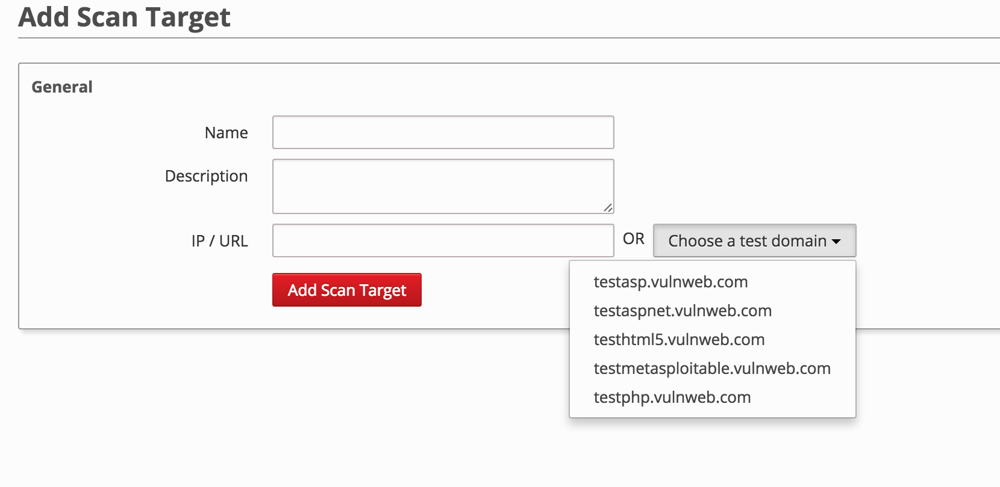 Add Scan Target
General
Name
Description
IP / URL
OR
Choose a test domain
testasp.vulnweb.com
testaspnet.vulnweb.com
testhtml5.vulnweb.com
testmetasploitable.vulnweb.com
testphp.vulnweb.com
Add Scan Target